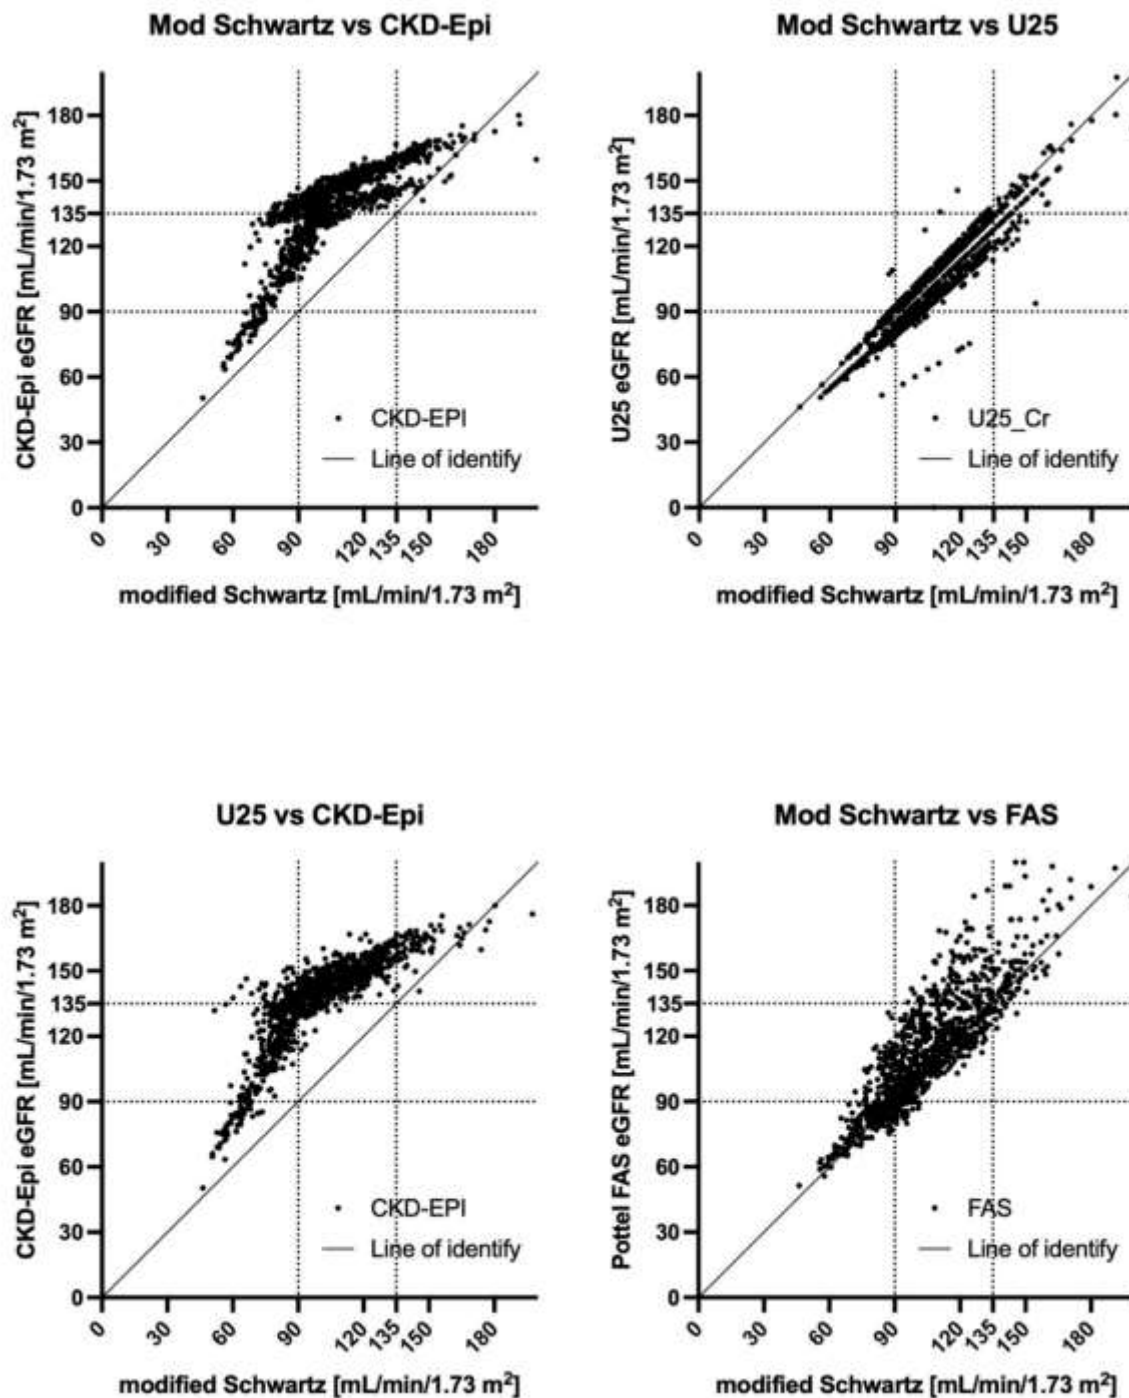 Mod Schwartz vs CKD-Epi
CKD-Epi eGFR [mL/min/1.73 m²]
180
150
135
120
90
60
30
0
CKD-EPI
Line of identify
0 30 60 90 120 135 150 180
modified Schwartz [mL/min/1.73 m²]
Mod Schwartz vs U25
U25 eGFR [mL/min/1.73 m²]
180
150
135
120
90
60
30
0
U25_Cr
Line of identify
0 30 60 90 120 135 150 180
modified Schwartz [mL/min/1.73 m²]
U25 vs CKD-Epi
CKD-Epi eGFR [mL/min/1.73 m²]
180
150
135
120
90
60
30
0
CKD-EPI
Line of identify
0 30 60 90 120 135 150 180
modified Schwartz [mL/min/1.73 m²]
Mod Schwartz vs FAS
Pottel FAS eGFR [mL/min/1.73 m²]
180
150
135
120
90
60
30
0
FAS
Line of identify
0 30 60 90 120 135 150 180
modified Schwartz [mL/min/1.73 m²]